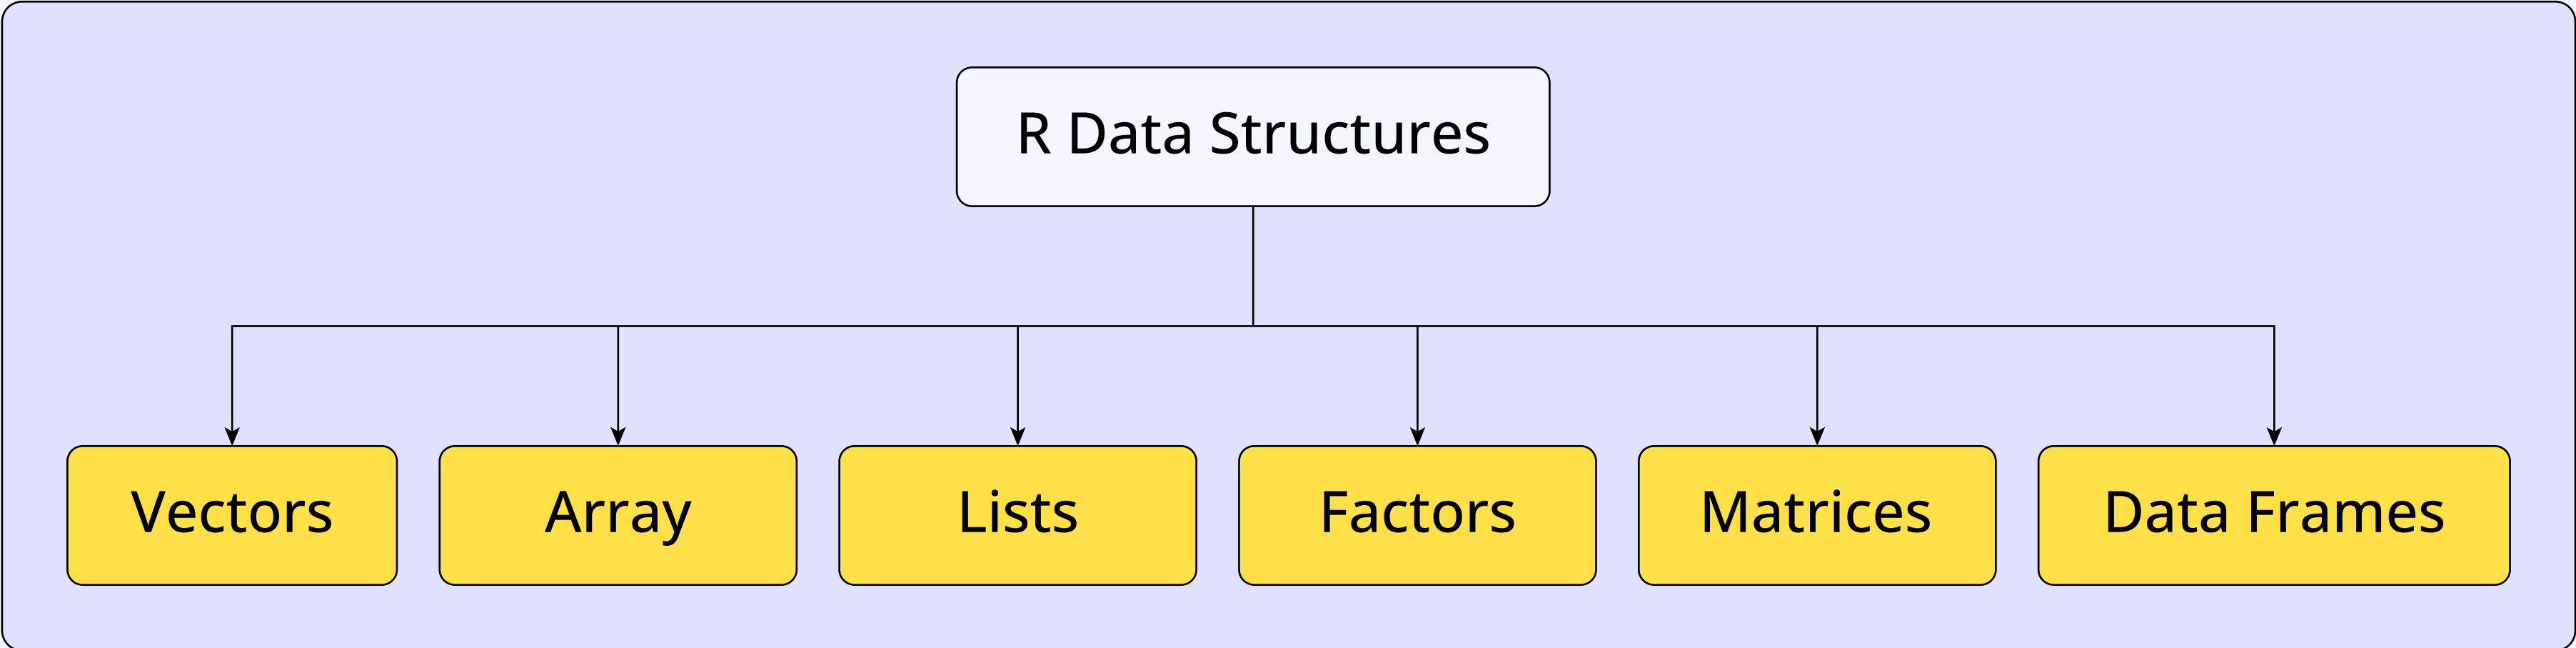 R Data Structures
Vectors
Array
Lists
Factors
Matrices
Data Frames